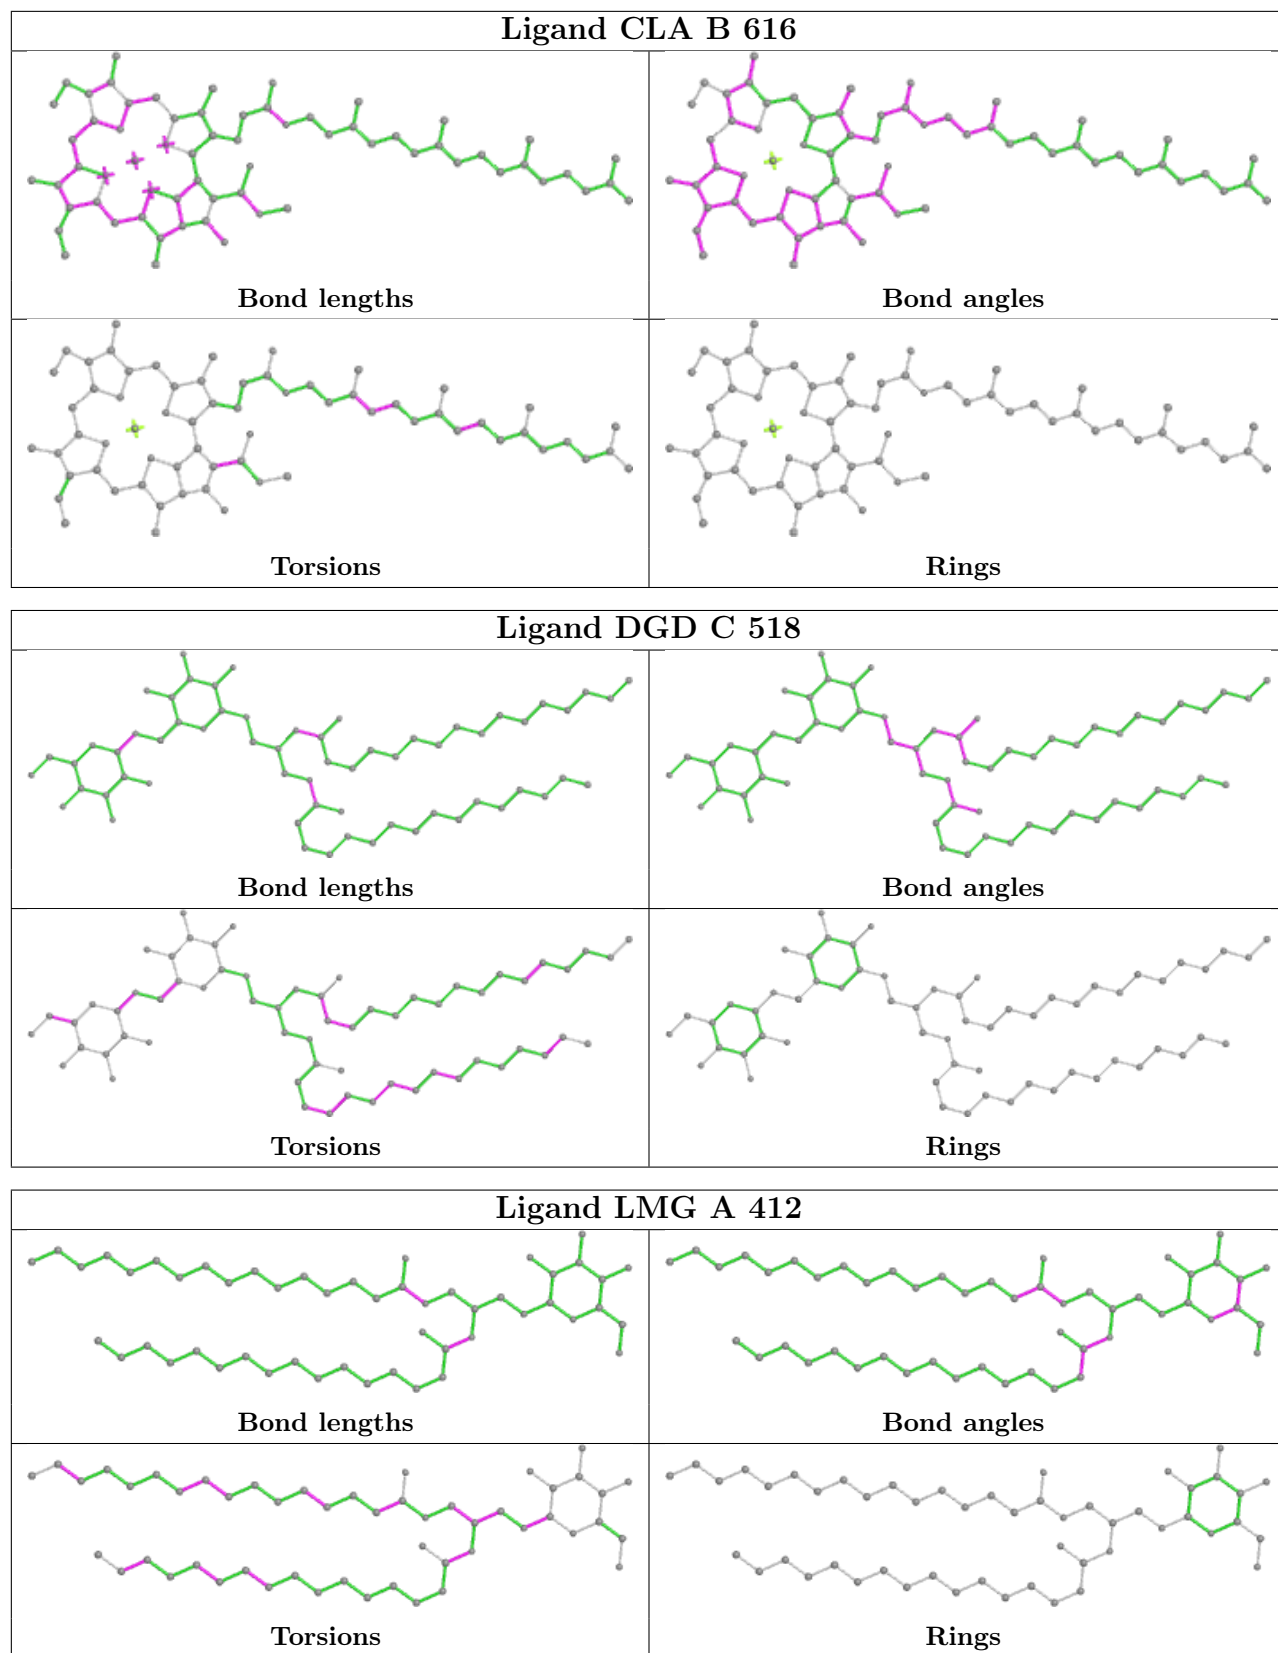 Ligand CLA B 616
Bond lengths
Bond angles
Torsions
Rings
Ligand DGD C 518
Bond lengths
Bond angles
Torsions
Rings
Ligand LMG A 412
Bond lengths
Bond angles
Torsions
Rings